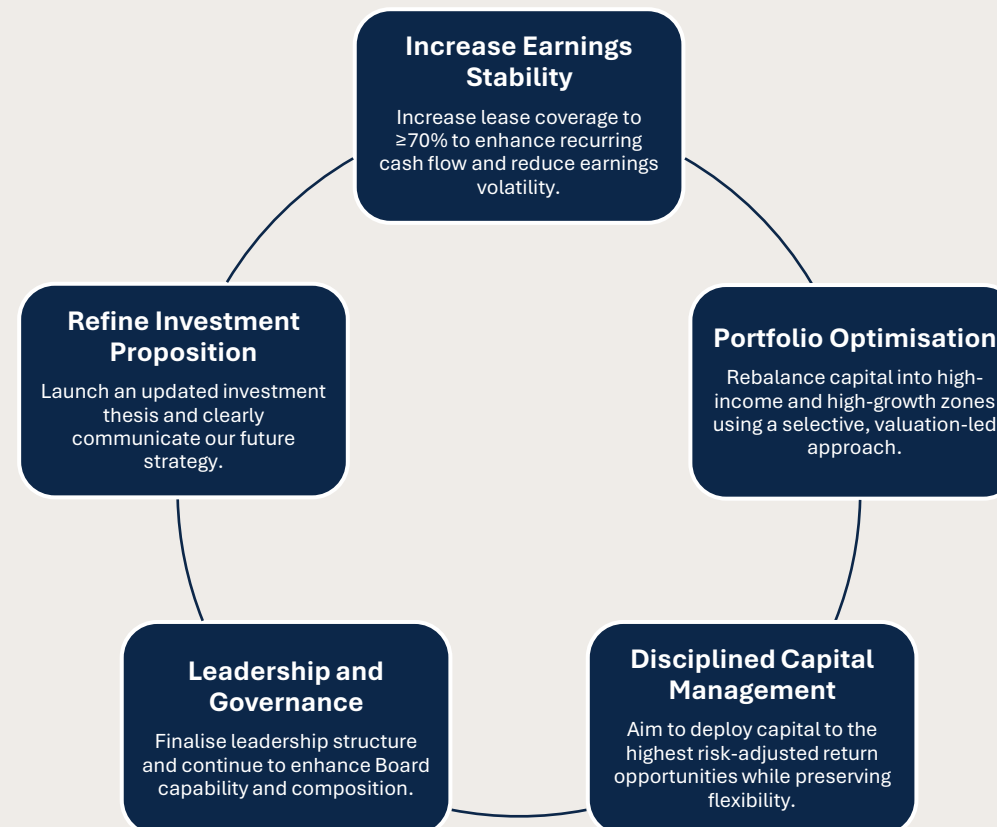 Increase Earnings
Stability
Increase lease coverage to
≥70% to enhance recurring
cash flow and reduce earnings
volatility.
Refine Investment
Proposition
Launch an updated investment
thesis and clearly
communicate our future
strategy.
Portfolio Optimisation
Rebalance capital into high-
income and high-growth zones
using a selective, valuation-led
approach.
Leadership and
Governance
Finalise leadership structure
and continue to enhance Board
capability and composition.
Disciplined Capital
Management
Aim to deploy capital to the
highest risk-adjusted return
opportunities while preserving
flexibility.